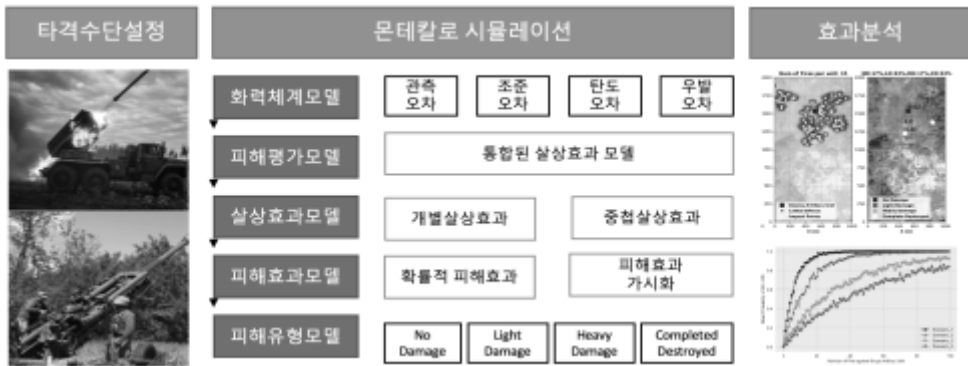 타격수단설정
몬테칼로 시뮬레이션
효과분석
화력체계모델
관측
오차
조준
오차
탄도
오차
우발
오차
피해평가모델
통합된 살상효과 모델
살상효과모델
개별살상효과
중첩살상효과
피해효과모델
확률적 피해효과
피해효과
가시화
피해유형모델
No
Damage
Light
Damage
Heavy
Damage
Completed
Destroyed